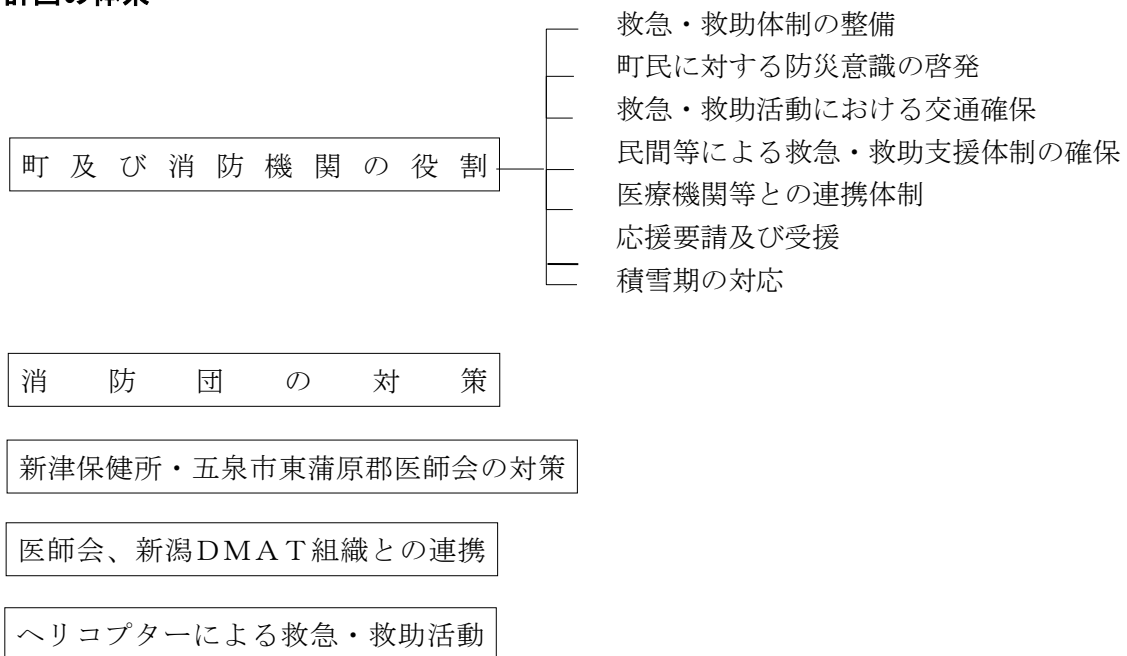 救急・救助体制の整備
町民に対する防災意識の啓発
救急・救助活動における交通確保
町及び消防機関の役割
民間等による救急・救助支援体制の確保
医療機関等との連携体制
応援要請及び受援
積雪期の対応
消防団の対策
新津保健所・五泉市東蒲原郡医師会の対策
医師会、新潟DMAT組織との連携
ヘリコプターによる救急・救助活動